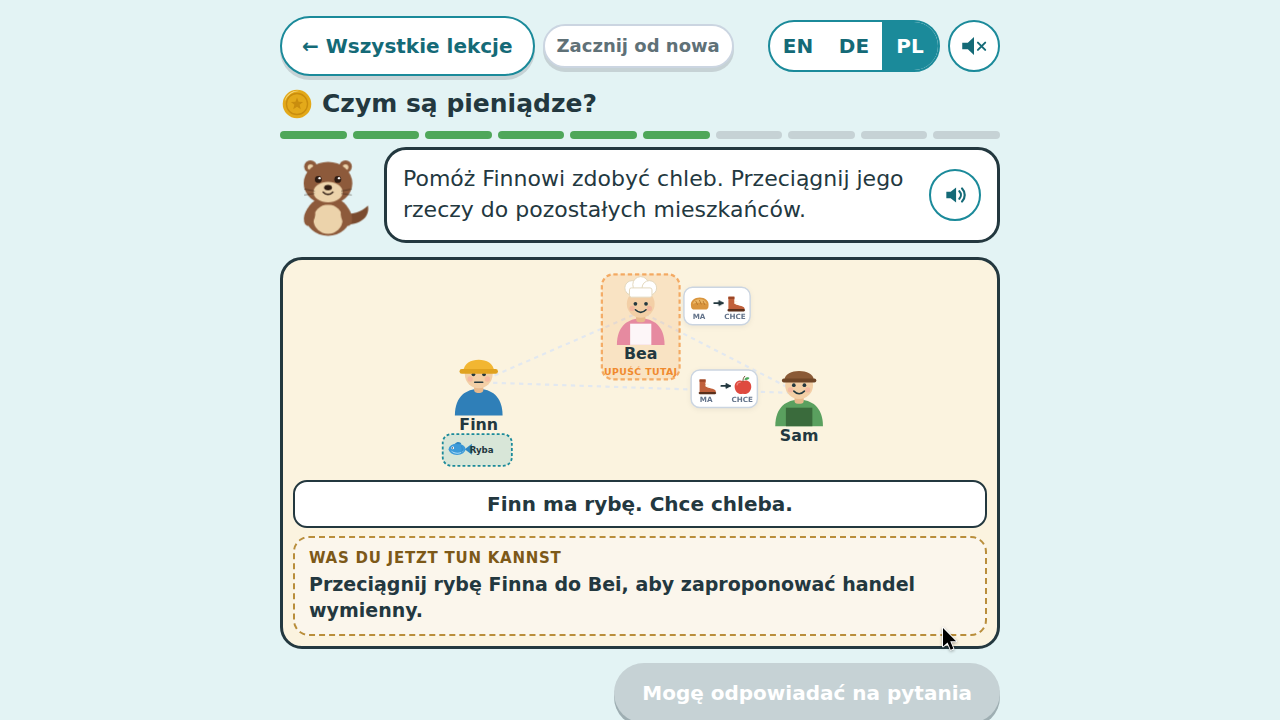 ← Wszystkie lekcje
Zacznij od nowa
EN DE PL
Czym są pieniądze?
Pomóż Finnowi zdobyć chleb. Przeciągnij jego
rzeczy do pozostałych mieszkańców.
MA CHCE
Bea
UPUŚĆ TUTAJ
MA CHCE
Finn
Sam
Ryba
Finn ma rybę. Chce chleba.
WAS DU JETZT TUN KANNST
Przeciągnij rybę Finna do Bei, aby zaproponować handel
wymienny.
Mogę odpowiadać na pytania